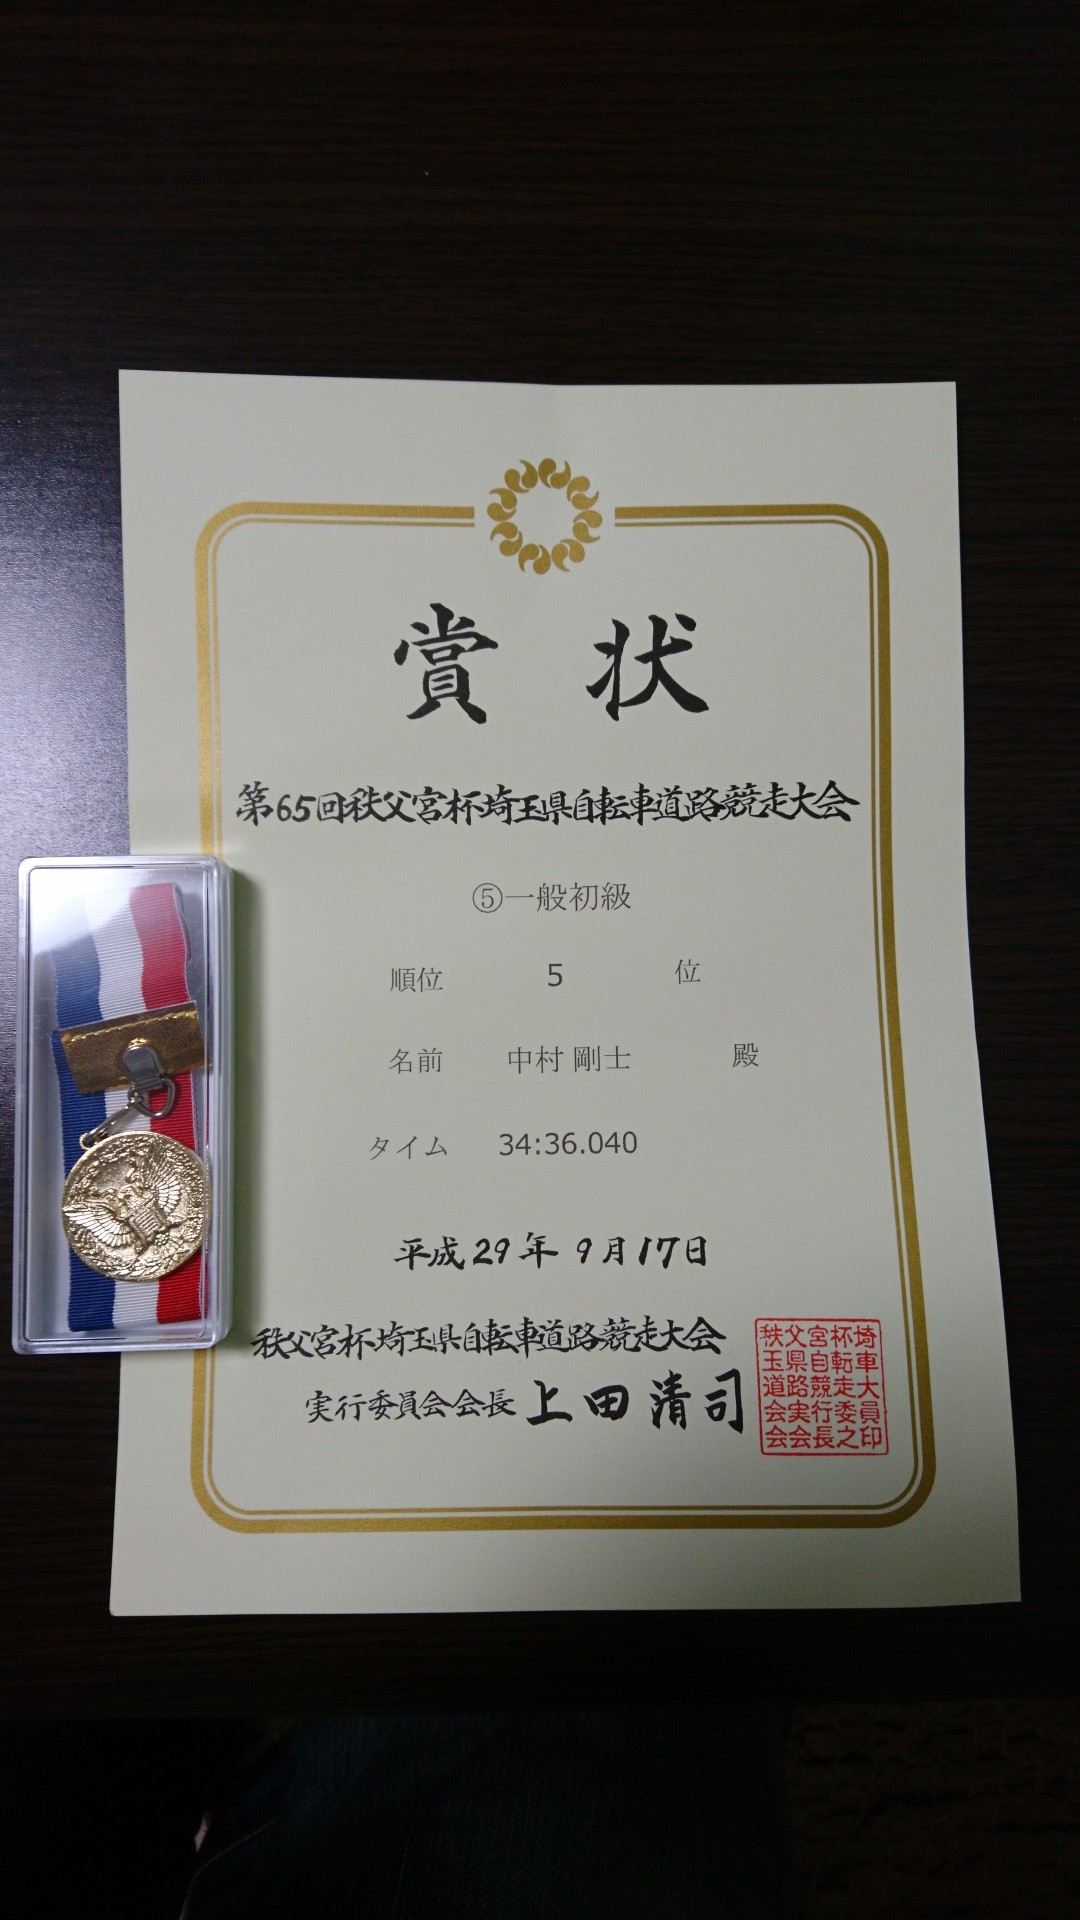 賞状
第65回秩父宮杯埼玉県自転車道路競走大会
⑤一般初級
順位 5 位
名前 中村 剛士 殿
タイム 34:36.040
平成29年 9月17日
秩父宮杯埼玉県自転車道路競走大会
実行委員会会長 上田清司
秩父宮杯埼
玉県自転車
道路競走大
会実行委員
会会長之印